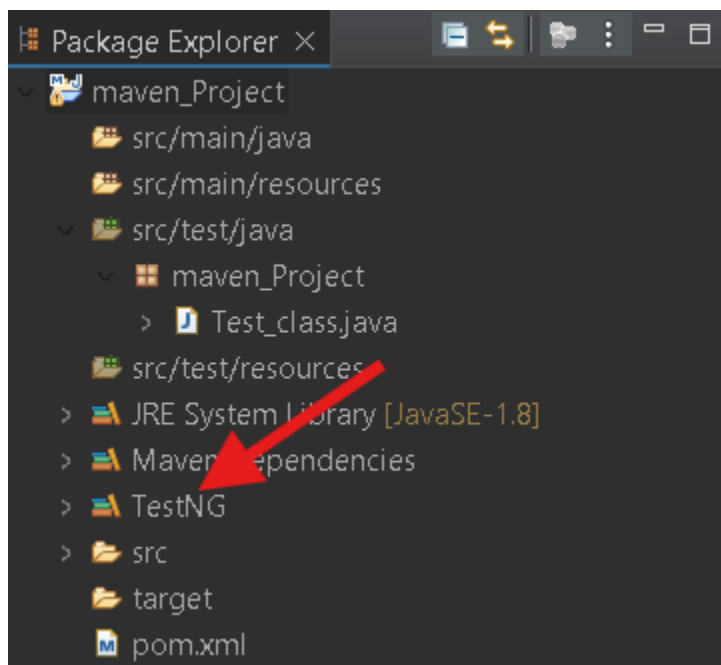 Package Explorer
maven_Project
src/main/java
src/main/resources
src/test/java
maven_Project
Test_class.java
src/test/resources
JRE System Library [JavaSE-1.8]
Maven Dependencies
TestNG
src
target
pom.xml